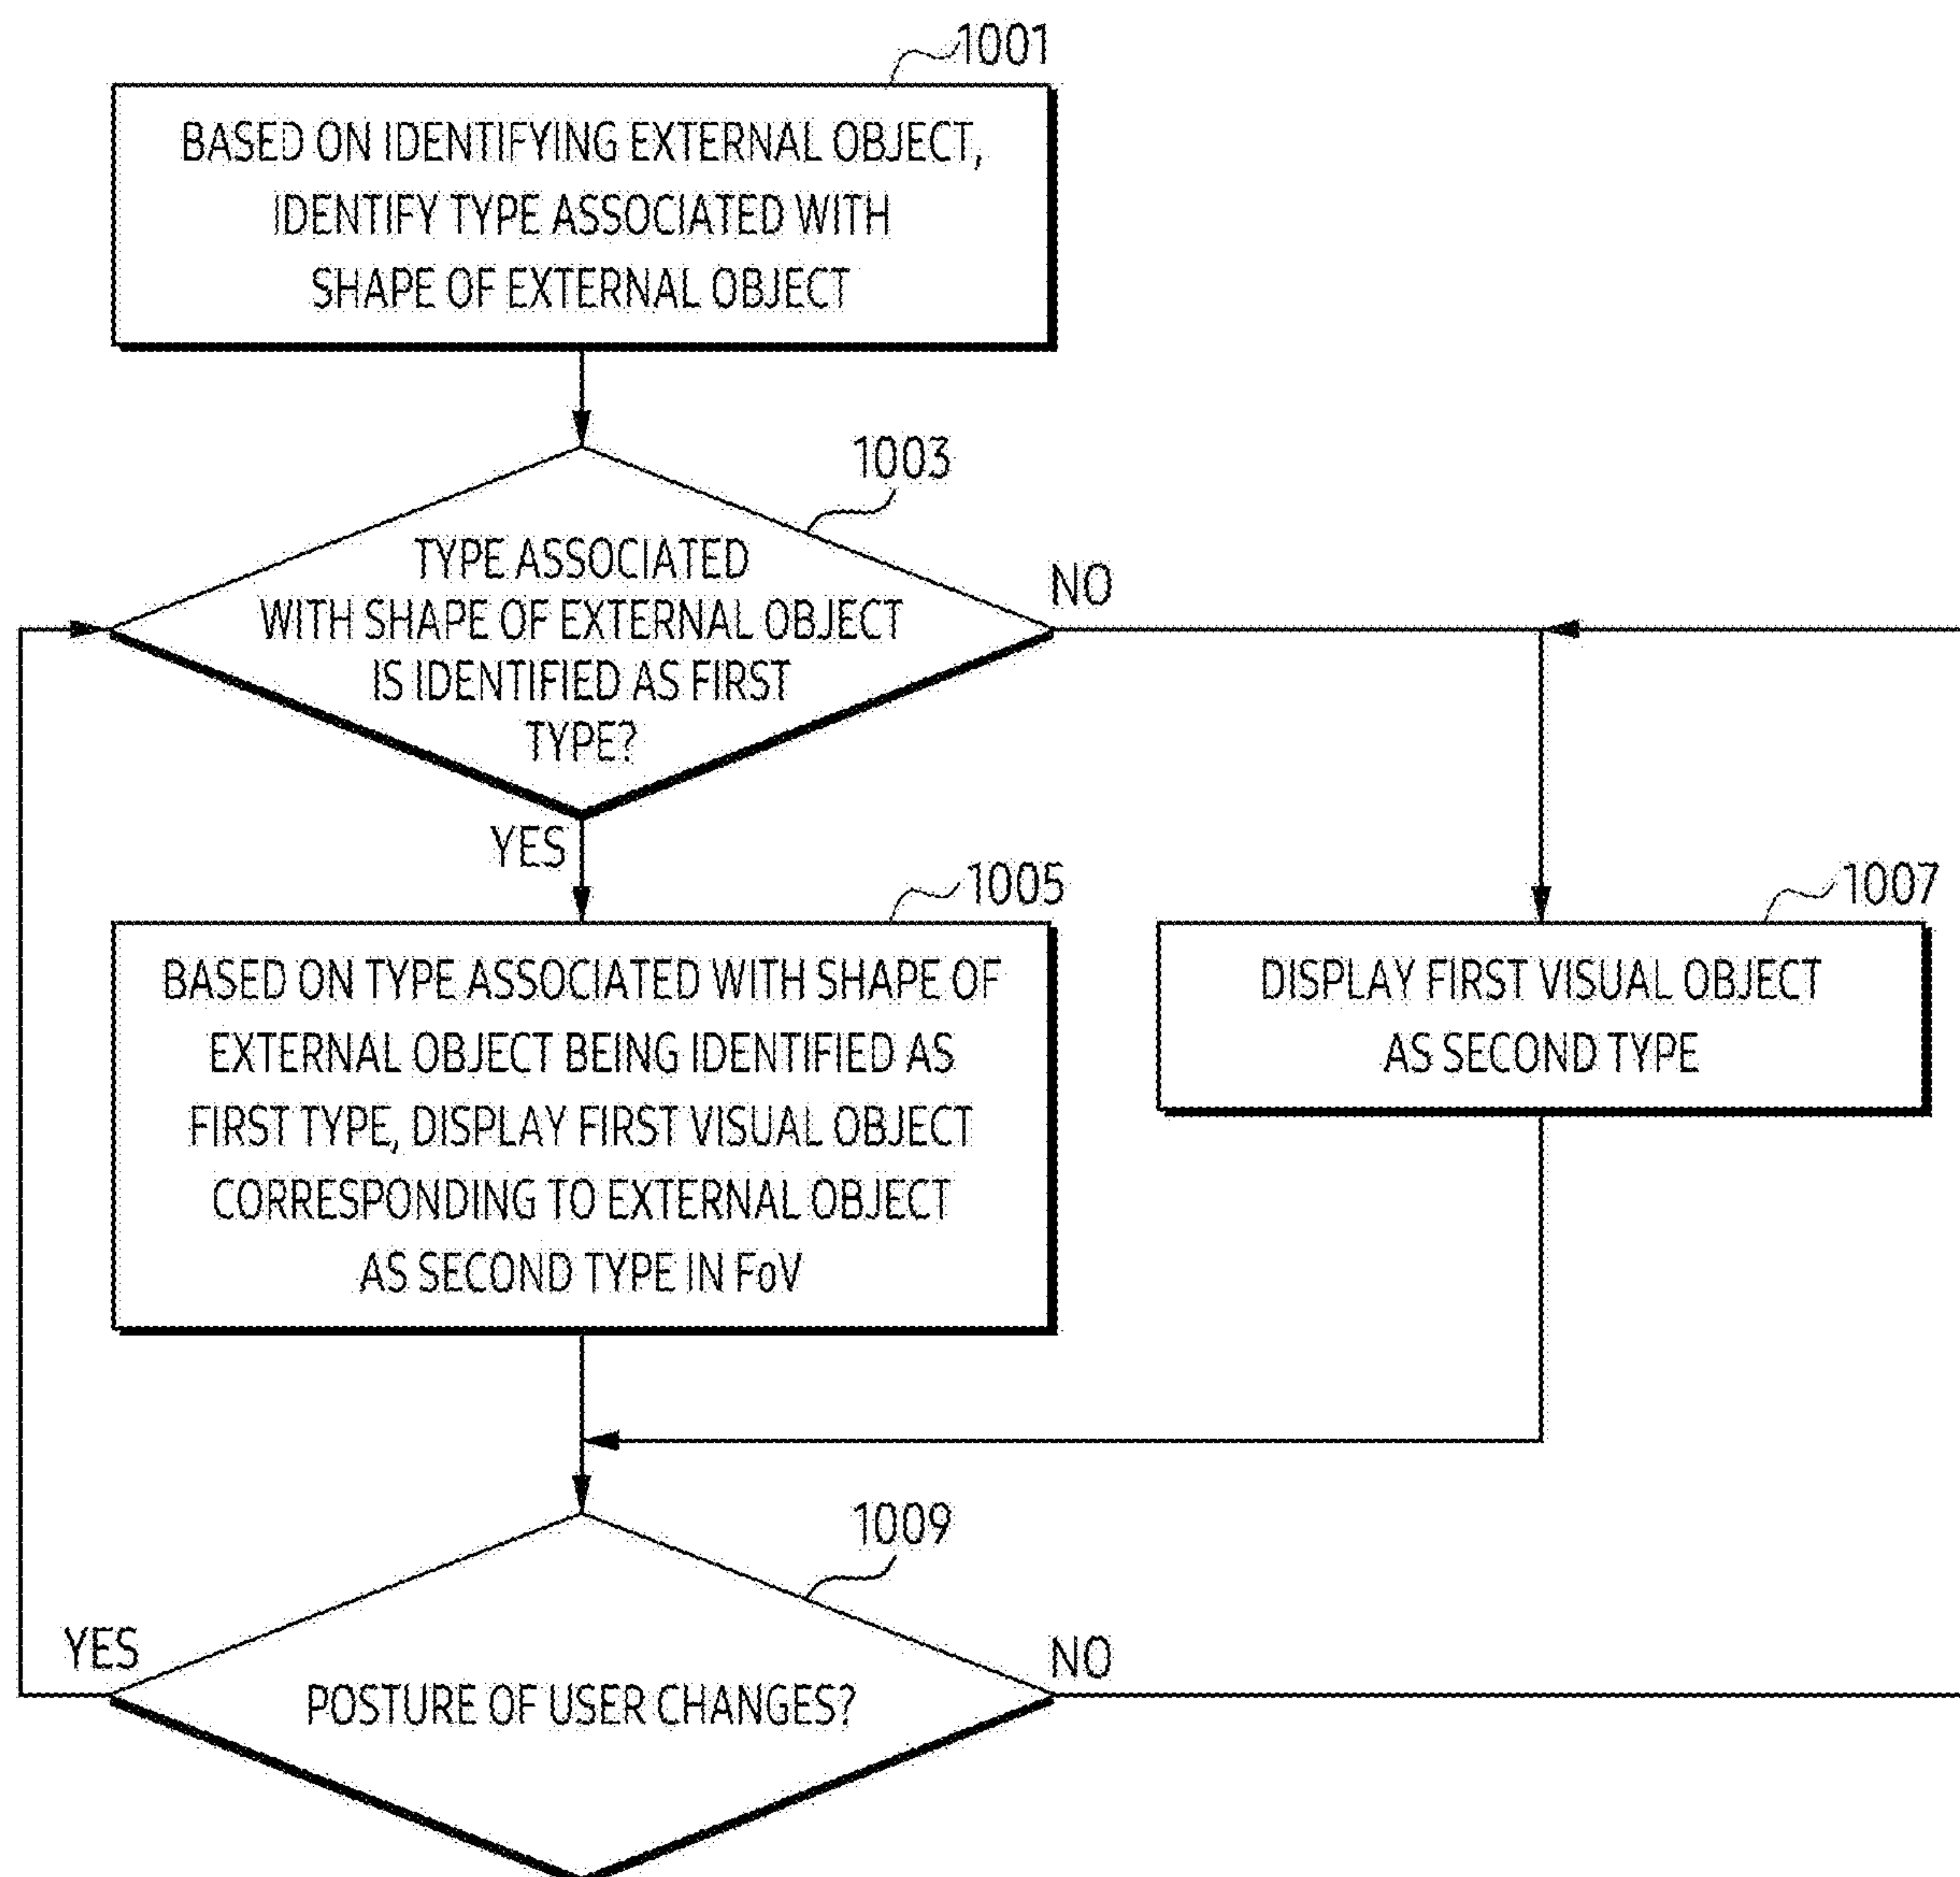 1001
BASED ON IDENTIFYING EXTERNAL OBJECT,
IDENTIFY TYPE ASSOCIATED WITH
SHAPE OF EXTERNAL OBJECT
1003
TYPE ASSOCIATED
WITH SHAPE OF EXTERNAL OBJECT
IS IDENTIFIED AS FIRST
TYPE?
NO
YES
1005
BASED ON TYPE ASSOCIATED WITH SHAPE OF
EXTERNAL OBJECT BEING IDENTIFIED AS
FIRST TYPE, DISPLAY FIRST VISUAL OBJECT
CORRESPONDING TO EXTERNAL OBJECT
AS SECOND TYPE IN FoV
1007
DISPLAY FIRST VISUAL OBJECT
AS SECOND TYPE
1009
POSTURE OF USER CHANGES?
YES
NO